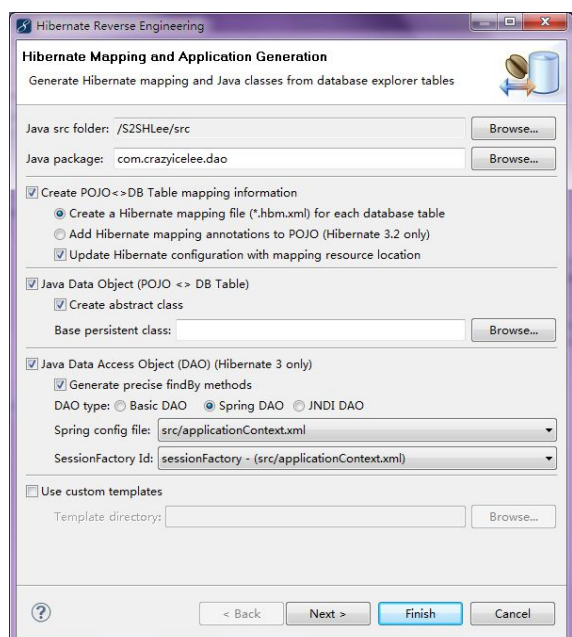 Hibernate Reverse Engineering
Hibernate Mapping and Application Generation
Generate Hibernate mapping and Java classes from database explorer tables
Java src folder: /S2SHLee/src Browse...
Java package: com.crazyicelee.dao Browse...
Create POJO<>DB Table mapping information
Create a Hibernate mapping file (*.hbm.xml) for each database table
Add Hibernate mapping annotations to POJO (Hibernate 3.2 only)
Update Hibernate configuration with mapping resource location
Java Data Object (POJO <> DB Table)
Create abstract class
Base persistent class: Browse...
Java Data Access Object (DAO) (Hibernate 3 only)
Generate precise findBy methods
DAO type: Basic DAO Spring DAO JNDI DAO
Spring config file: src/applicationContext.xml
SessionFactory Id: sessionFactory - (src/applicationContext.xml)
Use custom templates
Template directory: Browse...
? < Back Next > Finish Cancel